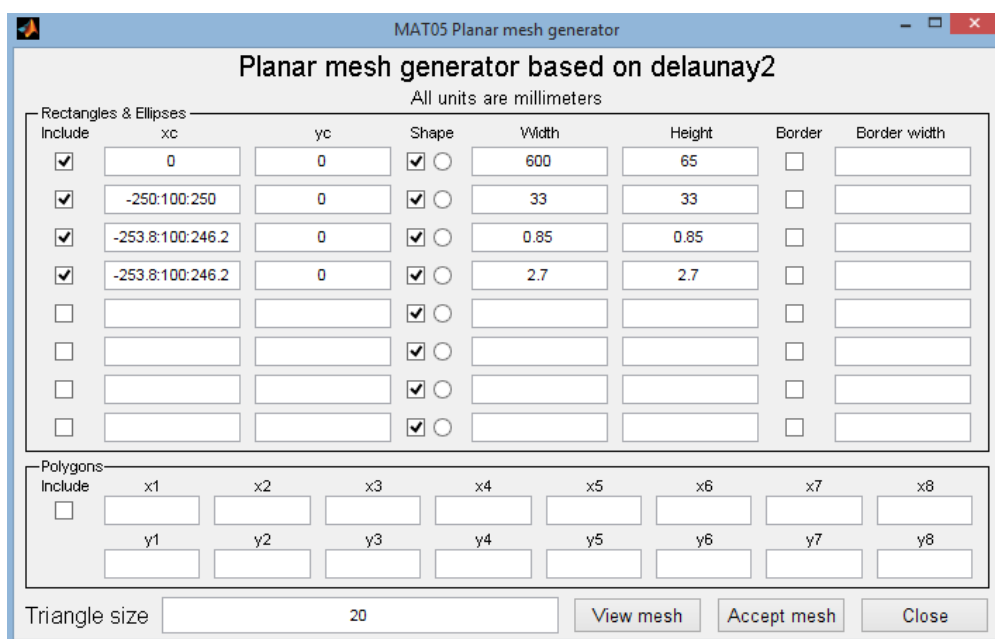 MAT05 Planar mesh generator
Planar mesh generator based on delaunay2
All units are millimeters
Rectangles & Ellipses
Include xc yc Shape Width Height Border Border width
0 0 600 65
-250:100:250 0 33 33
-253.8:100:246.2 0 0.85 0.85
-253.8:100:246.2 0 2.7 2.7
Polygons
Include x1 x2 x3 x4 x5 x6 x7 x8
y1 y2 y3 y4 y5 y6 y7 y8
Triangle size 20 View mesh Accept mesh Close